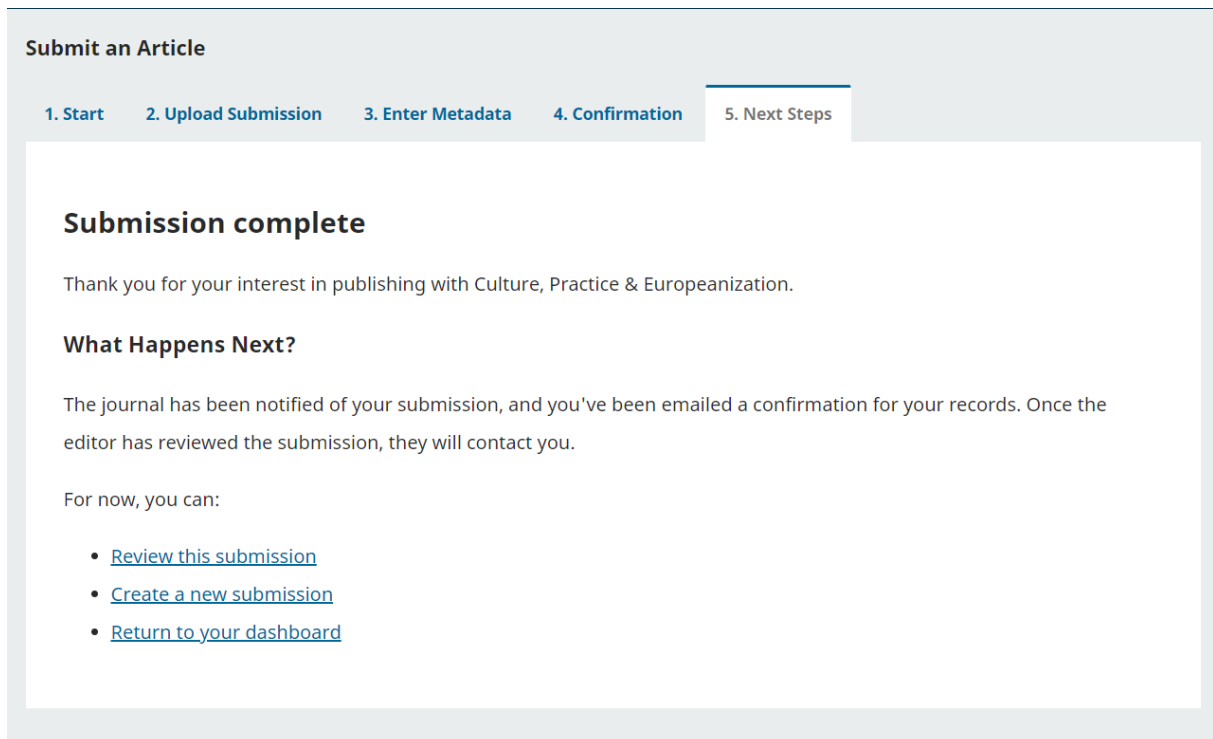 Submit an Article
1. Start 2. Upload Submission 3. Enter Metadata 4. Confirmation 5. Next Steps
Submission complete
Thank you for your interest in publishing with Culture, Practice & Europeanization.
What Happens Next?
The journal has been notified of your submission, and you've been emailed a confirmation for your records. Once the
editor has reviewed the submission, they will contact you.
For now, you can:
• Review this submission
• Create a new submission
• Return to your dashboard